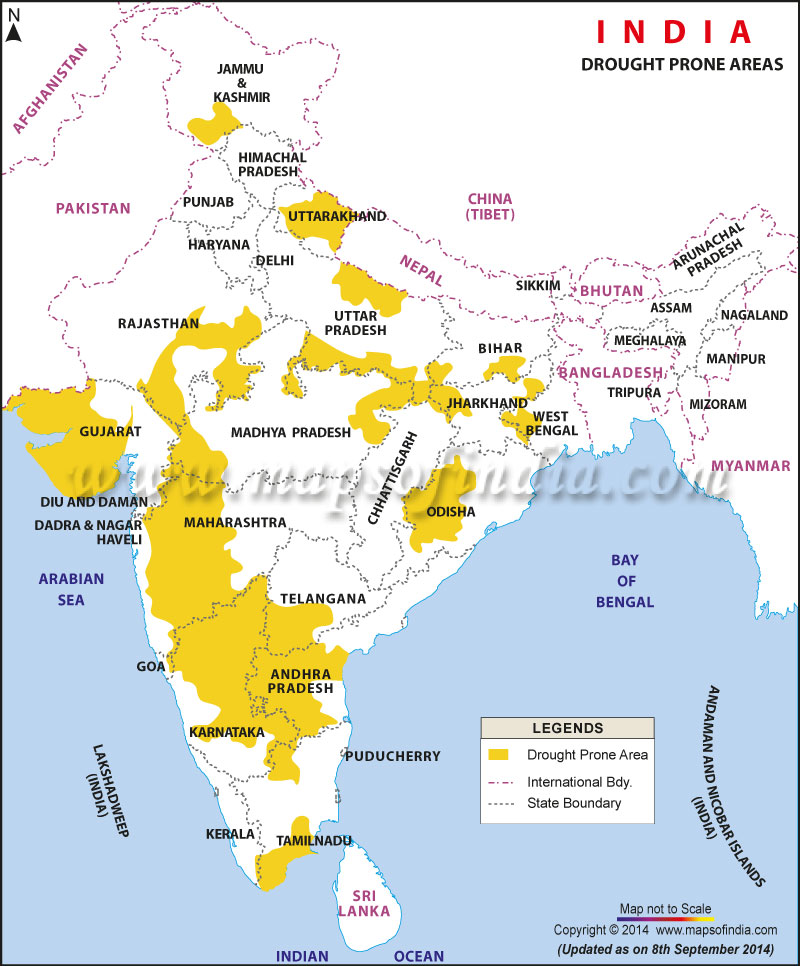 N
INDIA
DROUGHT PRONE AREAS
AFGHANISTAN
JAMMU
&
KASHMIR
HIMACHAL
PRADESH
PAKISTAN
PUNJAB
UTTARAKHAND
CHINA
(TIBET)
HARYANA
DELHI
NEPAL
SIKKIM
BHUTAN
ARUNACHAL
PRADESH
RAJASTHAN
UTTAR
PRADESH
ASSAM
NAGALAND
BIHAR
MEGHALAYA
MANIPUR
BANGLADESH
TRIPURA
MIZORAM
GUJARAT
MADHYA PRADESH
JHARKHAND
WEST
BENGAL
CHHATTISGARH
MYANMAR
www.mapsofindia.com
DIU AND DAMAN
DADRA & NAGAR
HAVELI
MAHARASHTRA
ODISHA
ARABIAN
SEA
TELANGANA
BAY
OF
BENGAL
GOA
ANDHRA
PRADESH
KARNATAKA
PUDUCHERRY
LAKSHADWEEP
(INDIA)
ANDAMAN AND NICOBAR ISLANDS
(INDIA)
LEGENDS
Drought Prone Area
International Bdy.
State Boundary
KERALA
TAMILNADU
SRI
LANKA
INDIAN OCEAN
Map not to Scale
Copyright © 2014 www.mapsofindia.com
(Updated as on 8th September 2014)